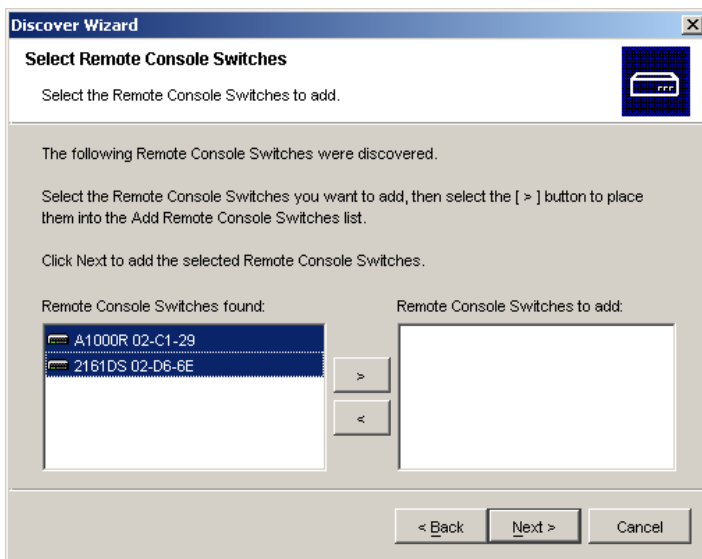 Discover Wizard
Select Remote Console Switches
Select the Remote Console Switches to add.
The following Remote Console Switches were discovered.
Select the Remote Console Switches you want to add, then select the [ > ] button to place
them into the Add Remote Console Switches list.
Click Next to add the selected Remote Console Switches.
Remote Console Switches found:
Remote Console Switches to add:
A1000R 02-C1-29
2161DS 02-D6-6E
>
<
< Back
Next >
Cancel